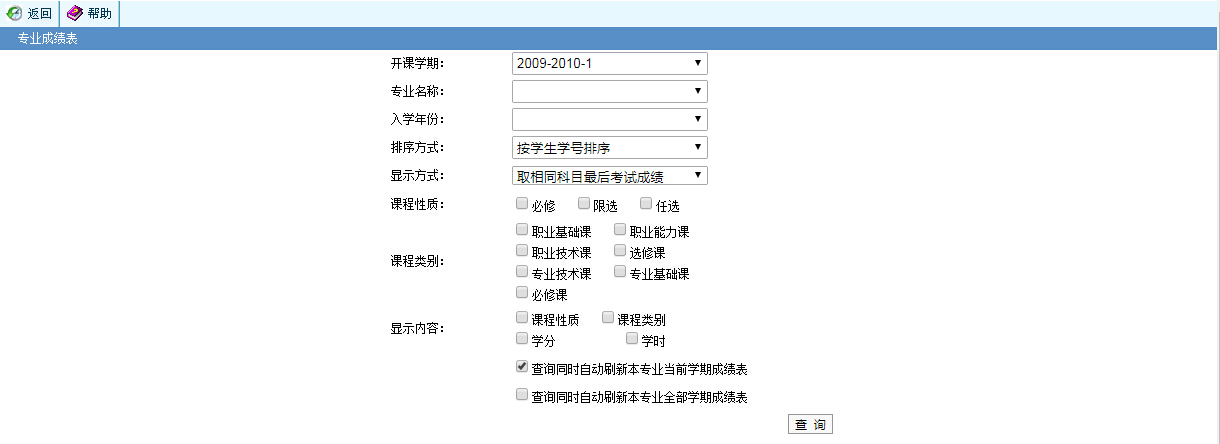 返回 帮助
专业成绩表
开课学期： 2009-2010-1
专业名称：
入学年份：
排序方式： 按学生学号排序
显示方式： 取相同科目最后考试成绩
课程性质： 必修 限选 任选
职业基础课 职业能力课
职业技术课 选修课
课程类别：
专业技术课 专业基础课
必修课
课程性质 课程类别
显示内容：
学分 学时
查询同时自动刷新本专业当前学期成绩表
查询同时自动刷新本专业全部学期成绩表
查 询